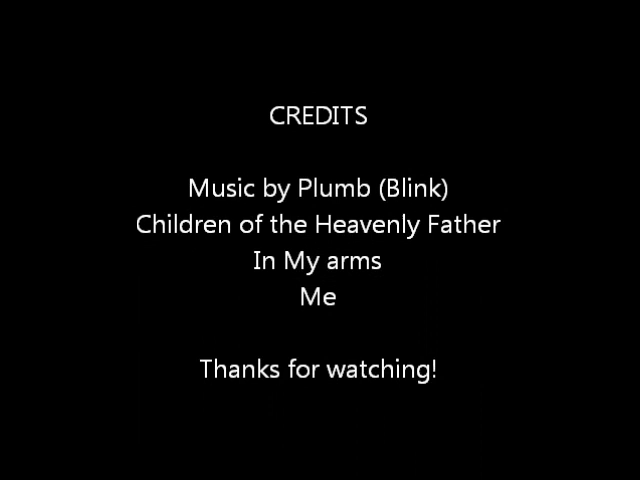 CREDITS
Music by Plumb (Blink)
Children of the Heavenly Father
In My arms
Me
Thanks for watching!